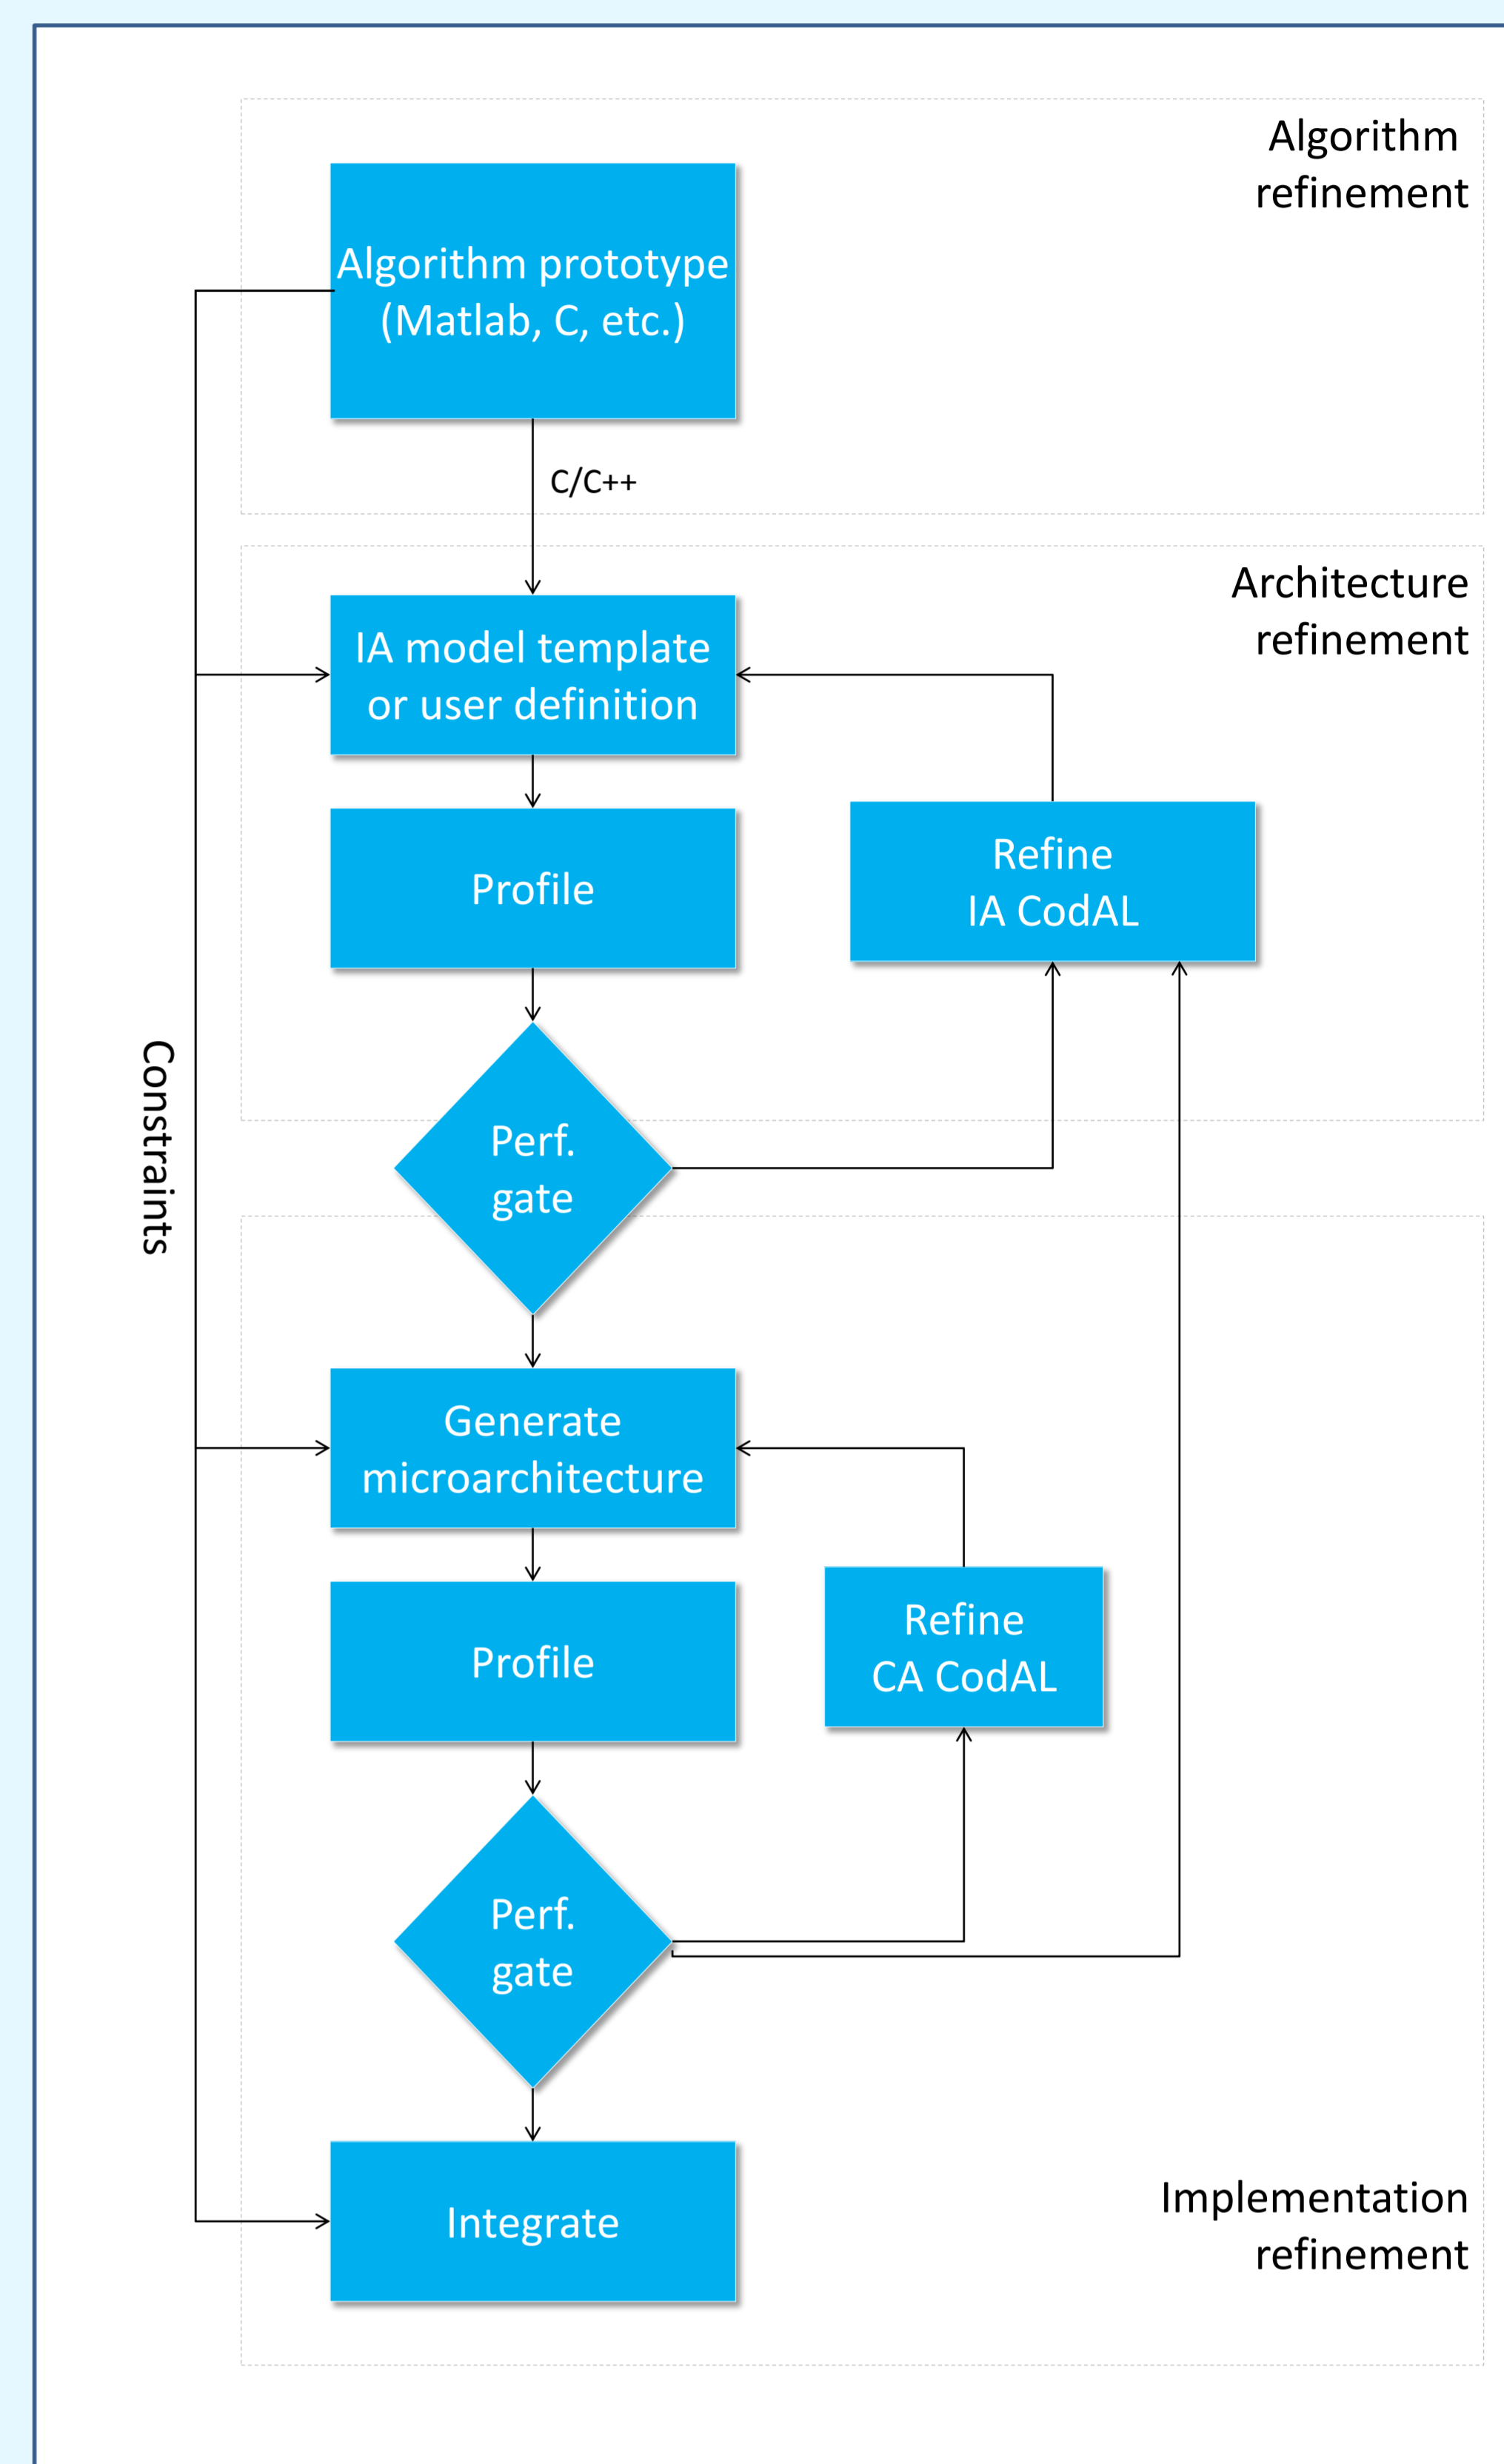 Algorithm
refinement
Algorithm prototype
(Matlab, C, etc.)
C/C++
Architecture
refinement
IA model template
or user definition
Profile
Refine
IA CodAL
Constraints
Perf.
gate
Generate
microarchitecture
Profile
Refine
CA CodAL
Perf.
gate
Integrate
Implementation
refinement